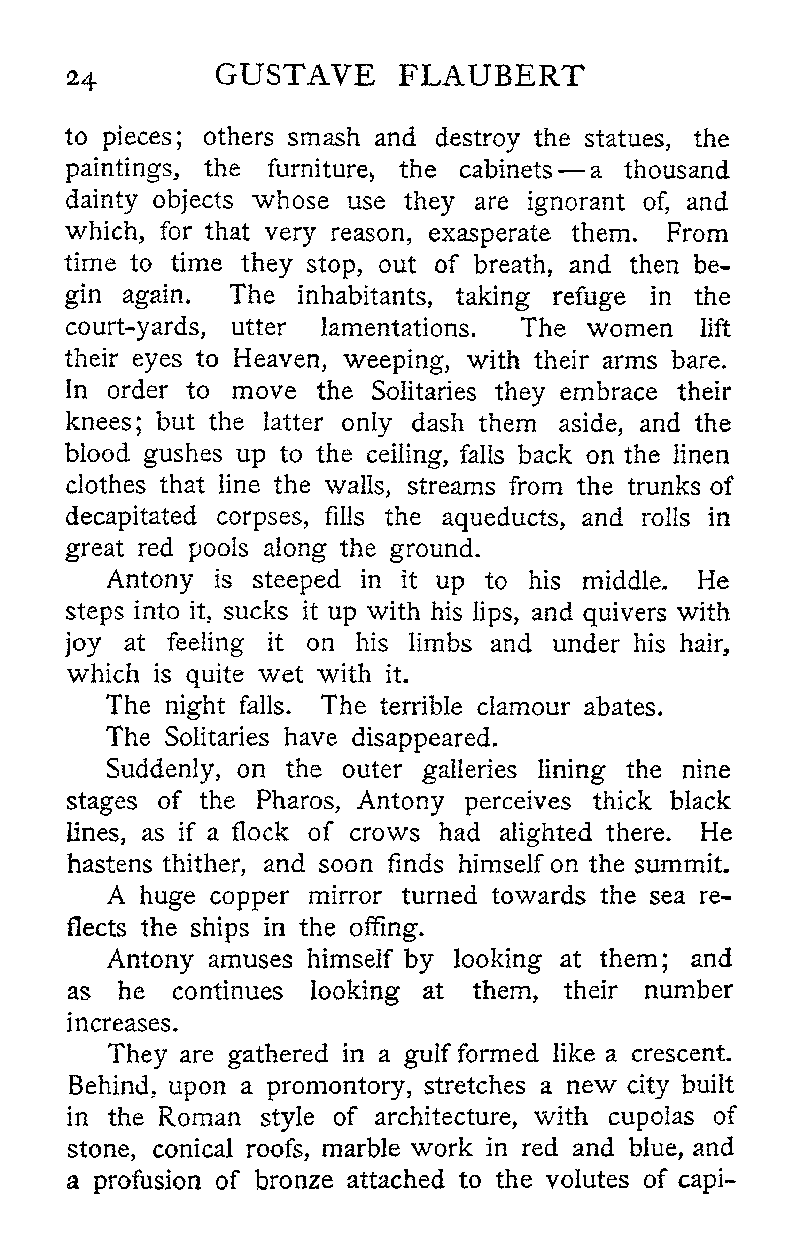 24 GUSTAVE FLAUBERT
to pieces; others smash and destroy the statues, the
paintings, the furniture, the cabinets—a thousand
dainty objects whose use they are ignorant of, and
which, for that very reason, exasperate them. From
time to time they stop, out of breath, and then be-
gin again. The inhabitants, taking refuge in the
court-yards, utter lamentations. The women lift
their eyes to Heaven, weeping, with their arms bare.
In order to move the Solitaries they embrace their
knees; but the latter only dash them aside, and the
blood gushes up to the ceiling, falls back on the linen
clothes that line the walls, streams from the trunks of
decapitated corpses, fills the aqueducts, and rolls in
great red pools along the ground.
Antony is steeped in it up to his middle. He
steps into it, sucks it up with his lips, and quivers with
joy at feeling it on his limbs and under his hair,
which is quite wet with it.
The night falls. The terrible clamour abates.
The Solitaries have disappeared.
Suddenly, on the outer galleries lining the nine
stages of the Pharos, Antony perceives thick black
lines, as if a flock of crows had alighted there. He
hastens thither, and soon finds himself on the summit.
A huge copper mirror turned towards the sea re-
flects the ships in the offing.
Antony amuses himself by looking at them; and
as he continues looking at them, their number
increases.
They are gathered in a gulf formed like a crescent.
Behind, upon a promontory, stretches a new city built
in the Roman style of architecture, with cupolas of
stone, conical roofs, marble work in red and blue, and
a profusion of bronze attached to the volutes of capi-